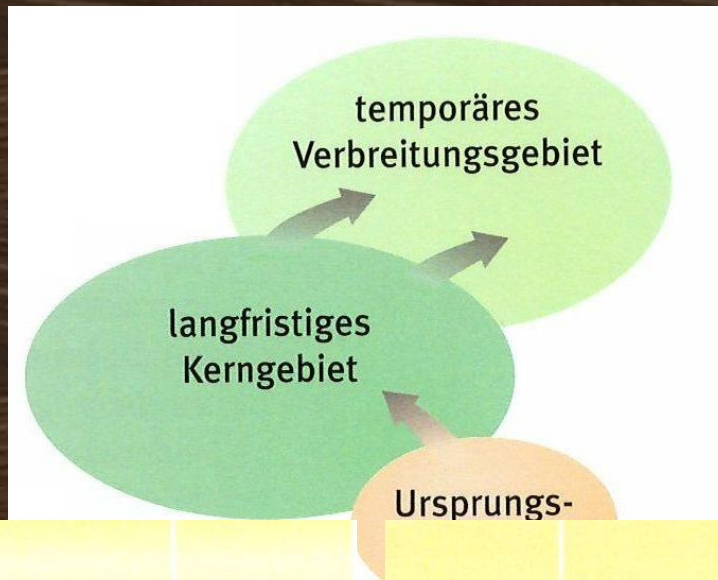 temporäres
Verbreitungsgebiet
langfristiges
Kerngebiet
Ursprungs-